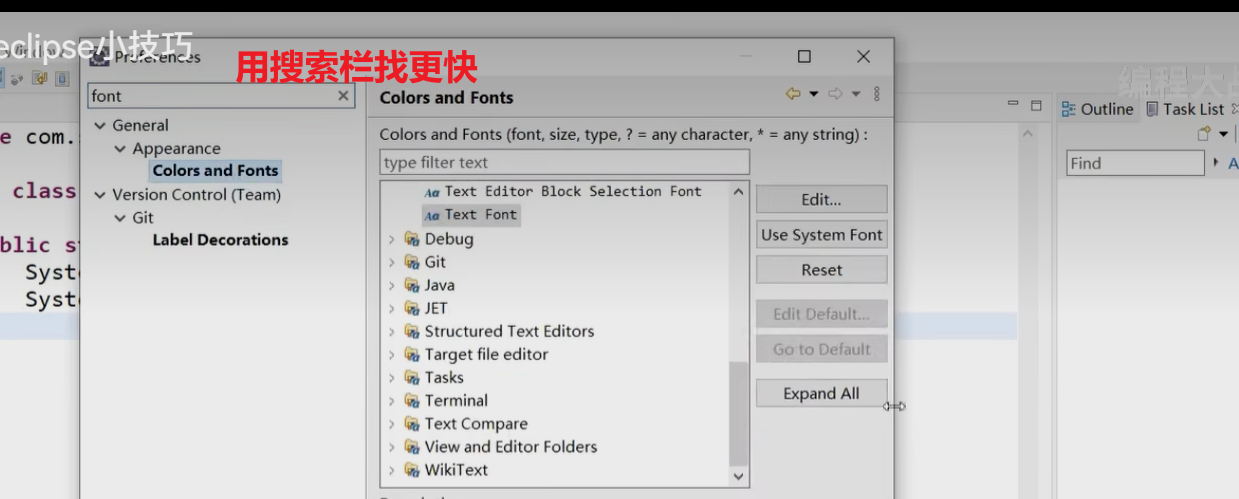 eclipse小技巧
Preferences
用搜索栏找更快
font
Colors and Fonts
General
Appearance
Colors and Fonts
Version Control (Team)
Git
Label Decorations
Colors and Fonts (font, size, type, ? = any character, * = any string) :
type filter text
Aa Text Editor Block Selection Font
Aa Text Font
Debug
Git
Java
JET
Structured Text Editors
Target file editor
Tasks
Terminal
Text Compare
View and Editor Folders
WikiText
Edit...
Use System Font
Reset
Edit Default...
Go to Default
Expand All
e com.
class
blic s
Syst
Syst
编程大
Outline
Task List
Find
A